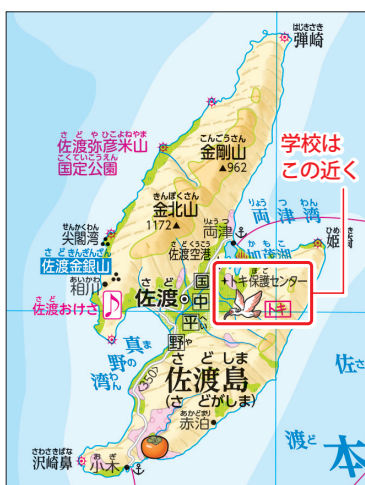 はじきざき
弾崎
さどやひこよねやま
佐渡弥彦米山
こくていこうえん
国定公園
こんごうさん
金剛山
▲962
学校は
この近く
きんぽくさん
金北山
1172▲
りょうつわん
両津湾
りょうつ
両津
せんかくわん
尖閣湾
さどくうこう
佐渡空港
かもこ
加茂湖
ひめざき
姫崎
さどきんぎんざん
佐渡金銀山
あいかわ
相川
トキ保護センター
トキ
さど
佐渡
国中平野
へいや
佐渡おけさ
真野湾
まのわん
(350)
さどしま
佐渡島
(さどがしま)
あかどまり
赤泊
さわさきばな
沢崎鼻
おぎ
小木
佐
さ
渡
ど
本